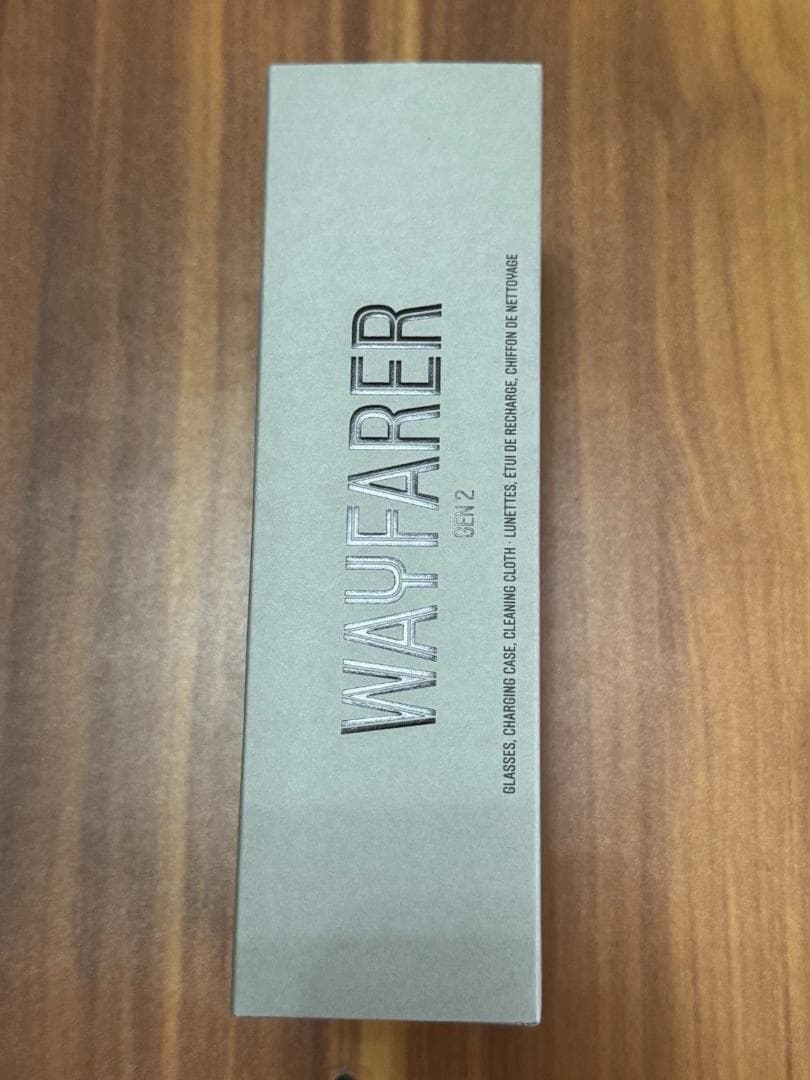 WAYFARER
GEN 2
GLASSES, CHARGING CASE, CLEANING CLOTH · LUNETTES, ÉTUI DE RECHARGE, CHIFFON DE NETTOYAGE